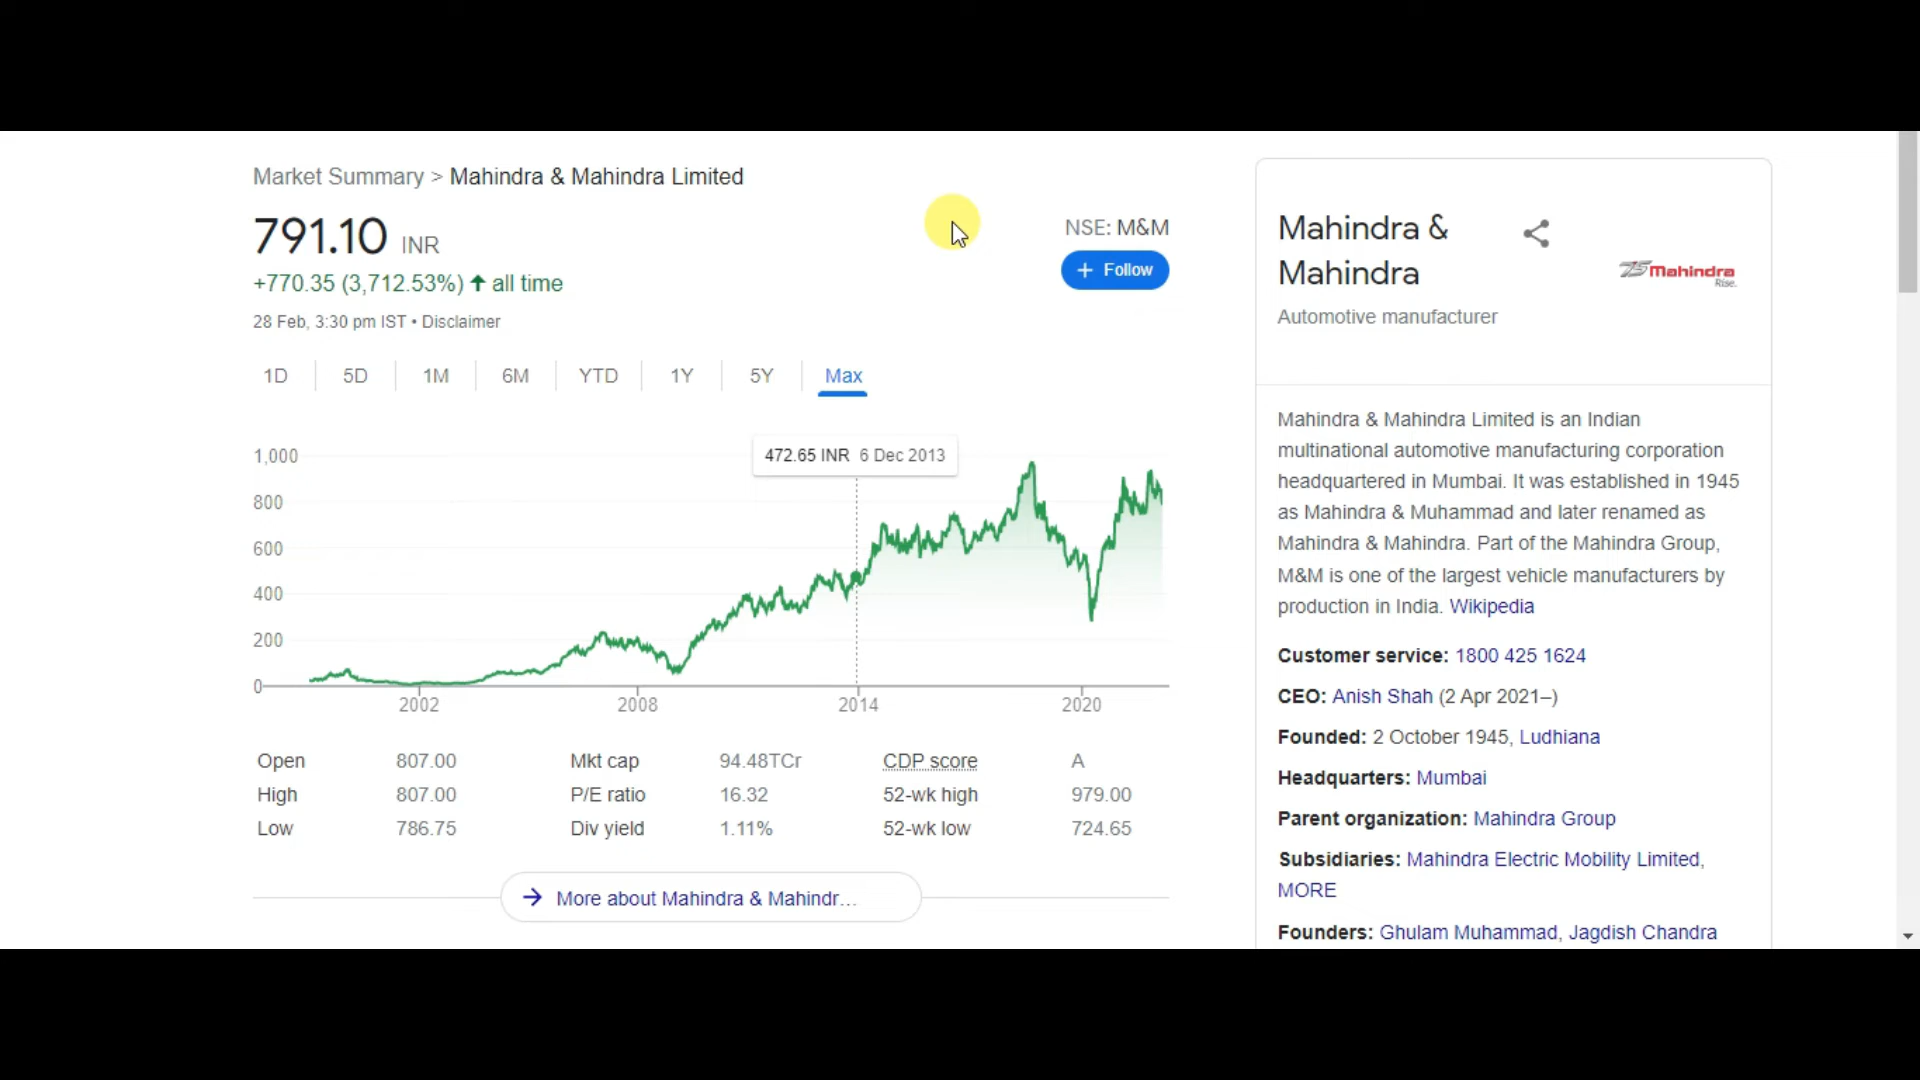 Market Summary > Mahindra & Mahindra Limited
791.10 INR
+770.35 (3,712.53%) ↑ all time
28 Feb, 3:30 pm IST • Disclaimer
NSE: M&M
+ Follow
1D 5D 1M 6M YTD 1Y 5Y Max
472.65 INR 6 Dec 2013
1,000
800
600
400
200
0
2002 2008 2014 2020
Open 807.00 Mkt cap 94.48TCr CDP score A
High 807.00 P/E ratio 16.32 52-wk high 979.00
Low 786.75 Div yield 1.11% 52-wk low 724.65
→ More about Mahindra & Mahindr...
Mahindra &
Mahindra
75 Mahindra
Rise.
Automotive manufacturer
Mahindra & Mahindra Limited is an Indian
multinational automotive manufacturing corporation
headquartered in Mumbai. It was established in 1945
as Mahindra & Muhammad and later renamed as
Mahindra & Mahindra. Part of the Mahindra Group,
M&M is one of the largest vehicle manufacturers by
production in India. Wikipedia
Customer service: 1800 425 1624
CEO: Anish Shah (2 Apr 2021–)
Founded: 2 October 1945, Ludhiana
Headquarters: Mumbai
Parent organization: Mahindra Group
Subsidiaries: Mahindra Electric Mobility Limited,
MORE
Founders: Ghulam Muhammad, Jagdish Chandra